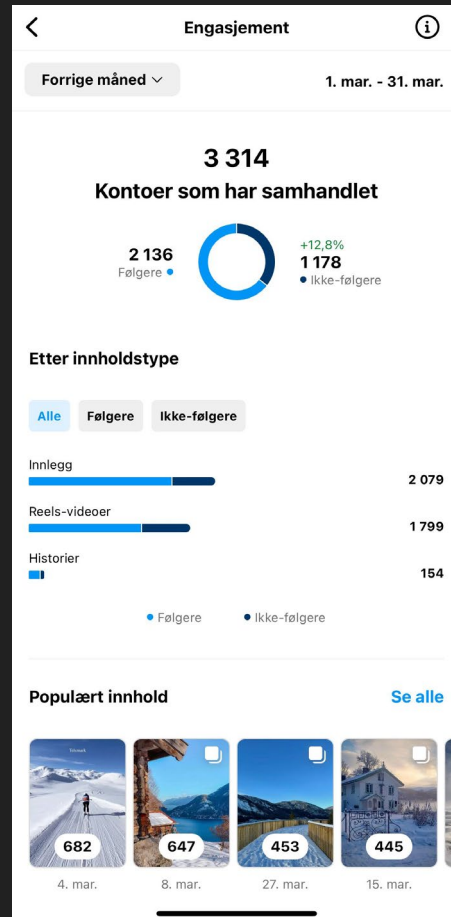 Engasjement
Forrige måned
1. mar. - 31. mar.
3 314
Kontoer som har samhandlet
2 136
Følgere
+12,8%
1 178
Ikke-følgere
Etter innholdstype
Alle Følgere Ikke-følgere
Innlegg
2 079
Reels-videoer
1 799
Historier
154
Følgere Ikke-følgere
Populært innhold
Se alle
Telemark
682 647 453 445
4. mar. 8. mar. 27. mar. 15. mar.